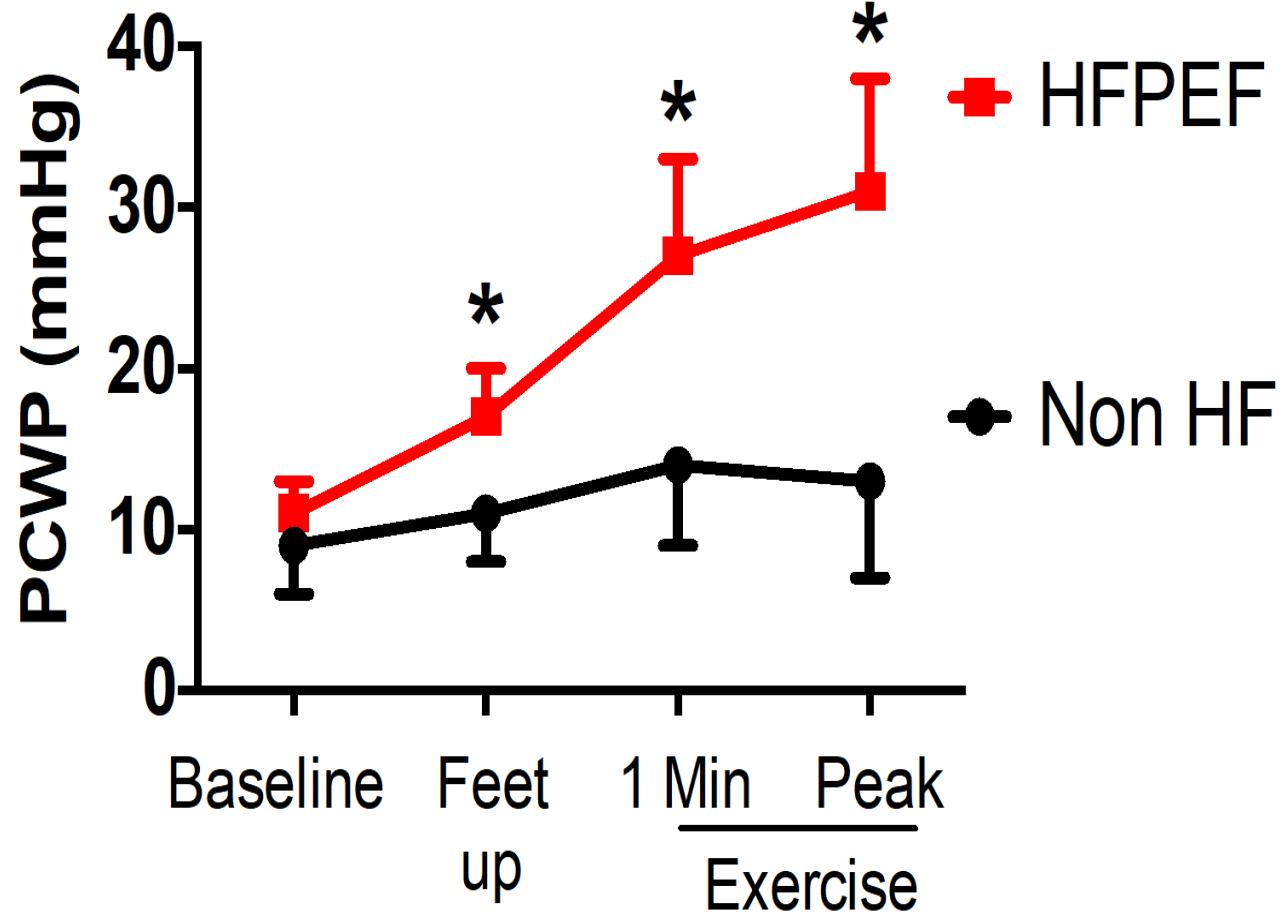 PCWP (mmHg)
40
30
20
10
0
*
*
*
HFPEF
Non HF
Baseline
Feet
up
1 Min
Peak
Exercise